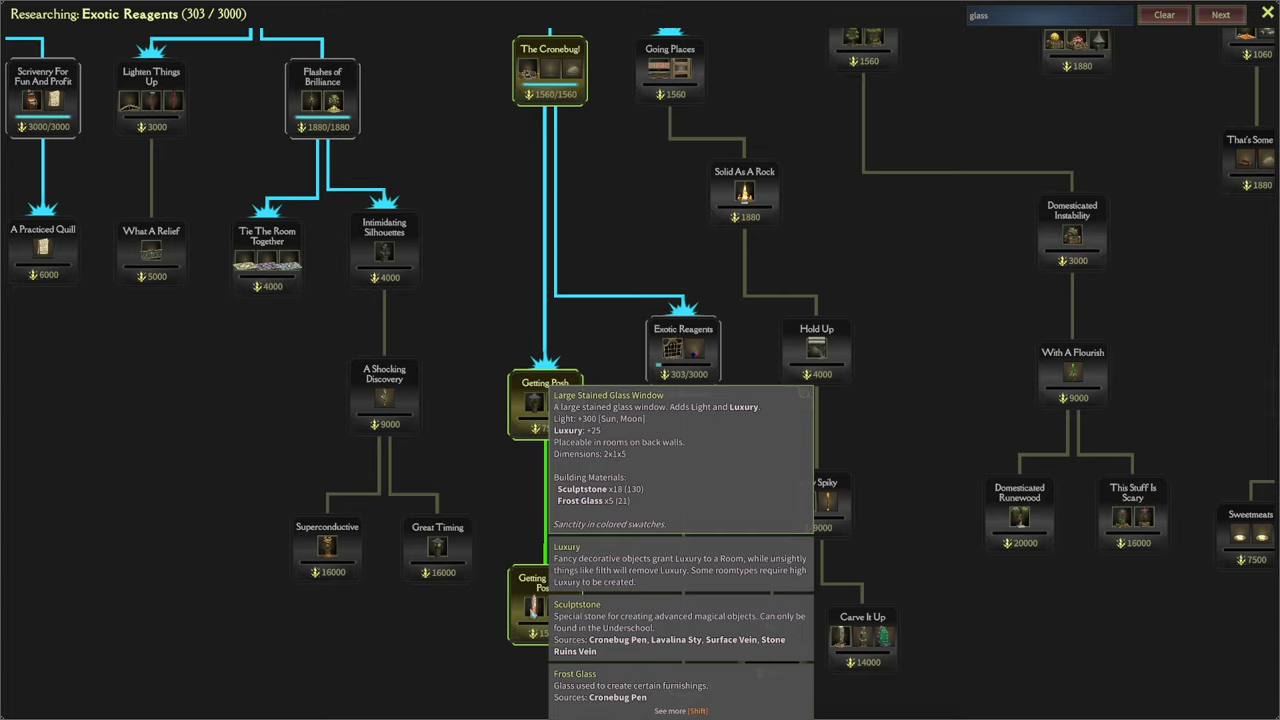 Researching: Exotic Reagents (303 / 3000)
glass
Clear
Next
Scrivenry For
Fun And Profit
3000/3000
Lighten Things
Up
3000
Flashes of
Brilliance
1880/1880
The Cronebug!
1560/1560
Going Places
1560
1560
1880
1060
That's Some
1880
Solid As A Rock
1880
A Practiced Quill
6000
What A Relief
5000
Tie The Room
Together
4000
Intimidating
Silhouettes
4000
Domesticated
Instability
3000
Exotic Reagents
303/3000
Hold Up
4000
With A Flourish
9000
A Shocking
Discovery
9000
Getting Posh
Large Stained Glass Window
A large stained glass window. Adds Light and Luxury.
Light: +300 [Sun, Moon]
Luxury: +25
Placeable in rooms on back walls.
Dimensions: 2x1x5
Building Materials:
Sculptstone x18 (130)
Frost Glass x5 [21]
Sanctity in colored swatches.
Luxury
Fancy decorative objects grant Luxury to a Room, while unsightly
things like filth will remove Luxury. Some roomtypes require high
Luxury to be created.
Sculptstone
Special stone for creating advanced magical objects. Can only be
found in the Underschool.
Sources: Cronebug Pen, Lavalina Sty, Surface Vein, Stone
Ruins Vein
Frost Glass
Glass used to create certain furnishings.
Sources: Cronebug Pen
See more [Shift]
Spiky
9000
Superconductive
16000
Great Timing
16000
Getting
Pos
15
Domesticated
Runewood
20000
This Stuff Is
Scary
16000
Sweetmeats
7500
Carve It Up
14000